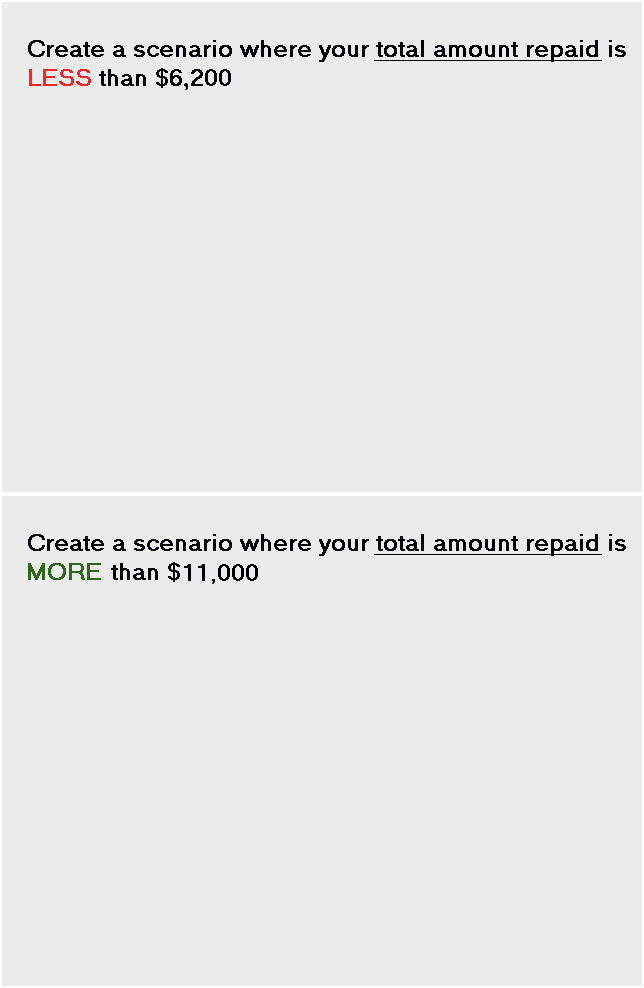 Create a scenario where your total amount repaid is
LESS than $6,200
Create a scenario where your total amount repaid is
MORE than $11,000